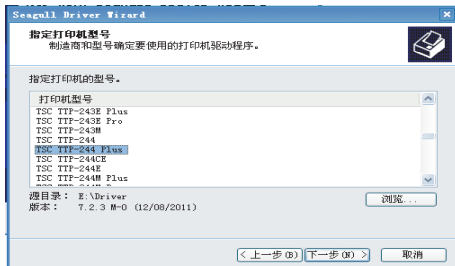 Seagull Driver Wizard
指定打印机型号
制造商和型号确定要使用的打印机驱动程序。
指定打印机的型号。
打印机型号
TSC TTP-243E Plus
TSC TTP-243E Pro
TSC TTP-243M
TSC TTP-244
TSC TTP-244 Plus
TSC TTP-244CE
TSC TTP-244E
TSC TTP-244M Plus
源目录： E:\Driver
浏览...
版本： 7.2.3 M-0 (12/08/2011)
< 上一步(B)
下一步(N) >
取消